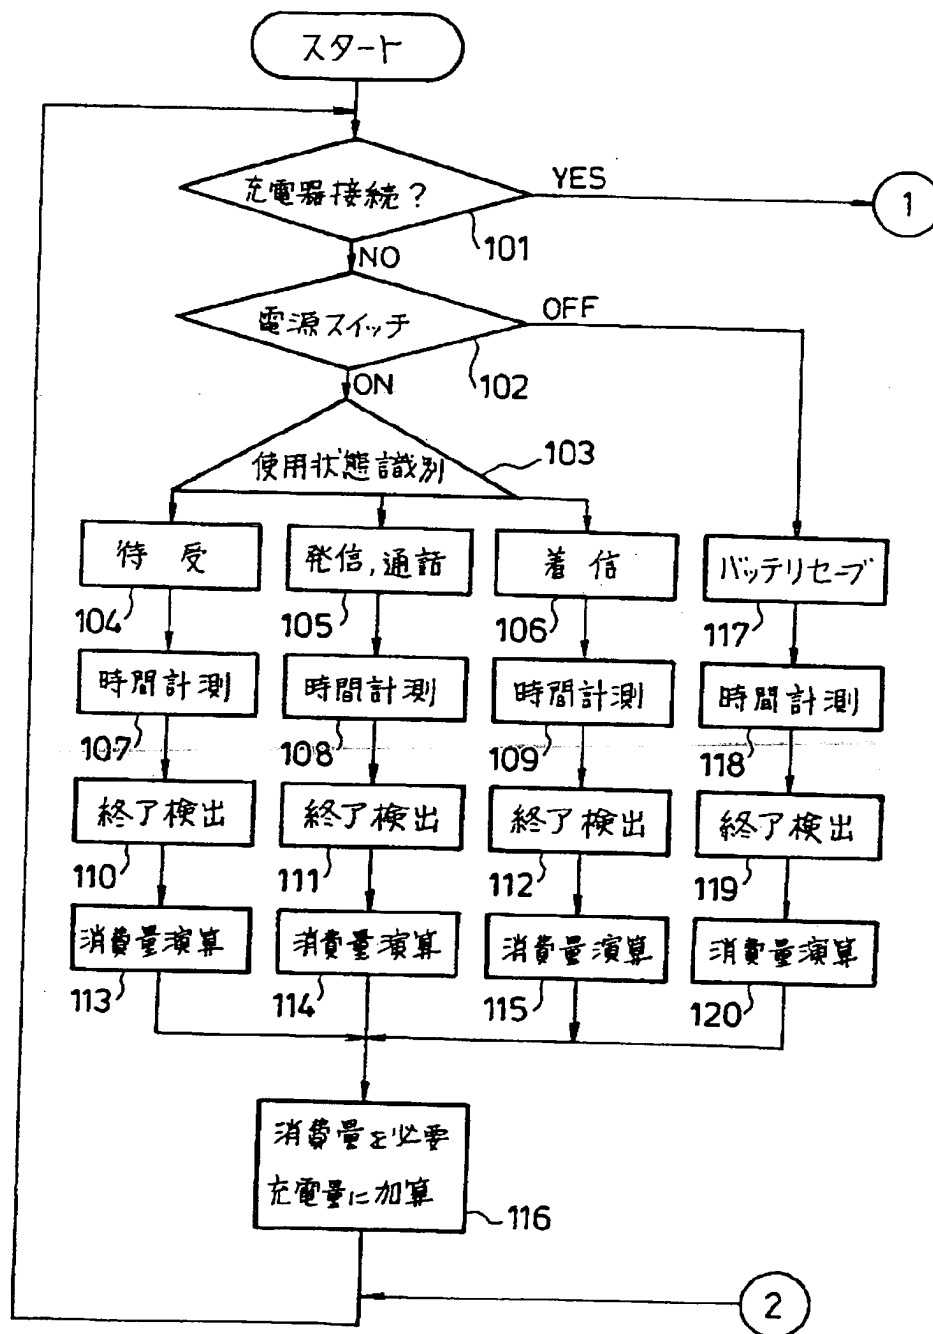 スタート
充電器接続?
YES
1
101
NO
電源スイッチ
OFF
102
ON
使用状態識別
103
待 受
発信,通話
着 信
バッテリセーブ
104
105
106
117
時間計測
時間計測
時間計測
時間計測
107
108
109
118
終了検出
終了検出
終了検出
終了検出
110
111
112
119
消費量演算
消費量演算
消費量演算
消費量演算
113
114
115
120
消費量を必要
充電量に加算
116
2